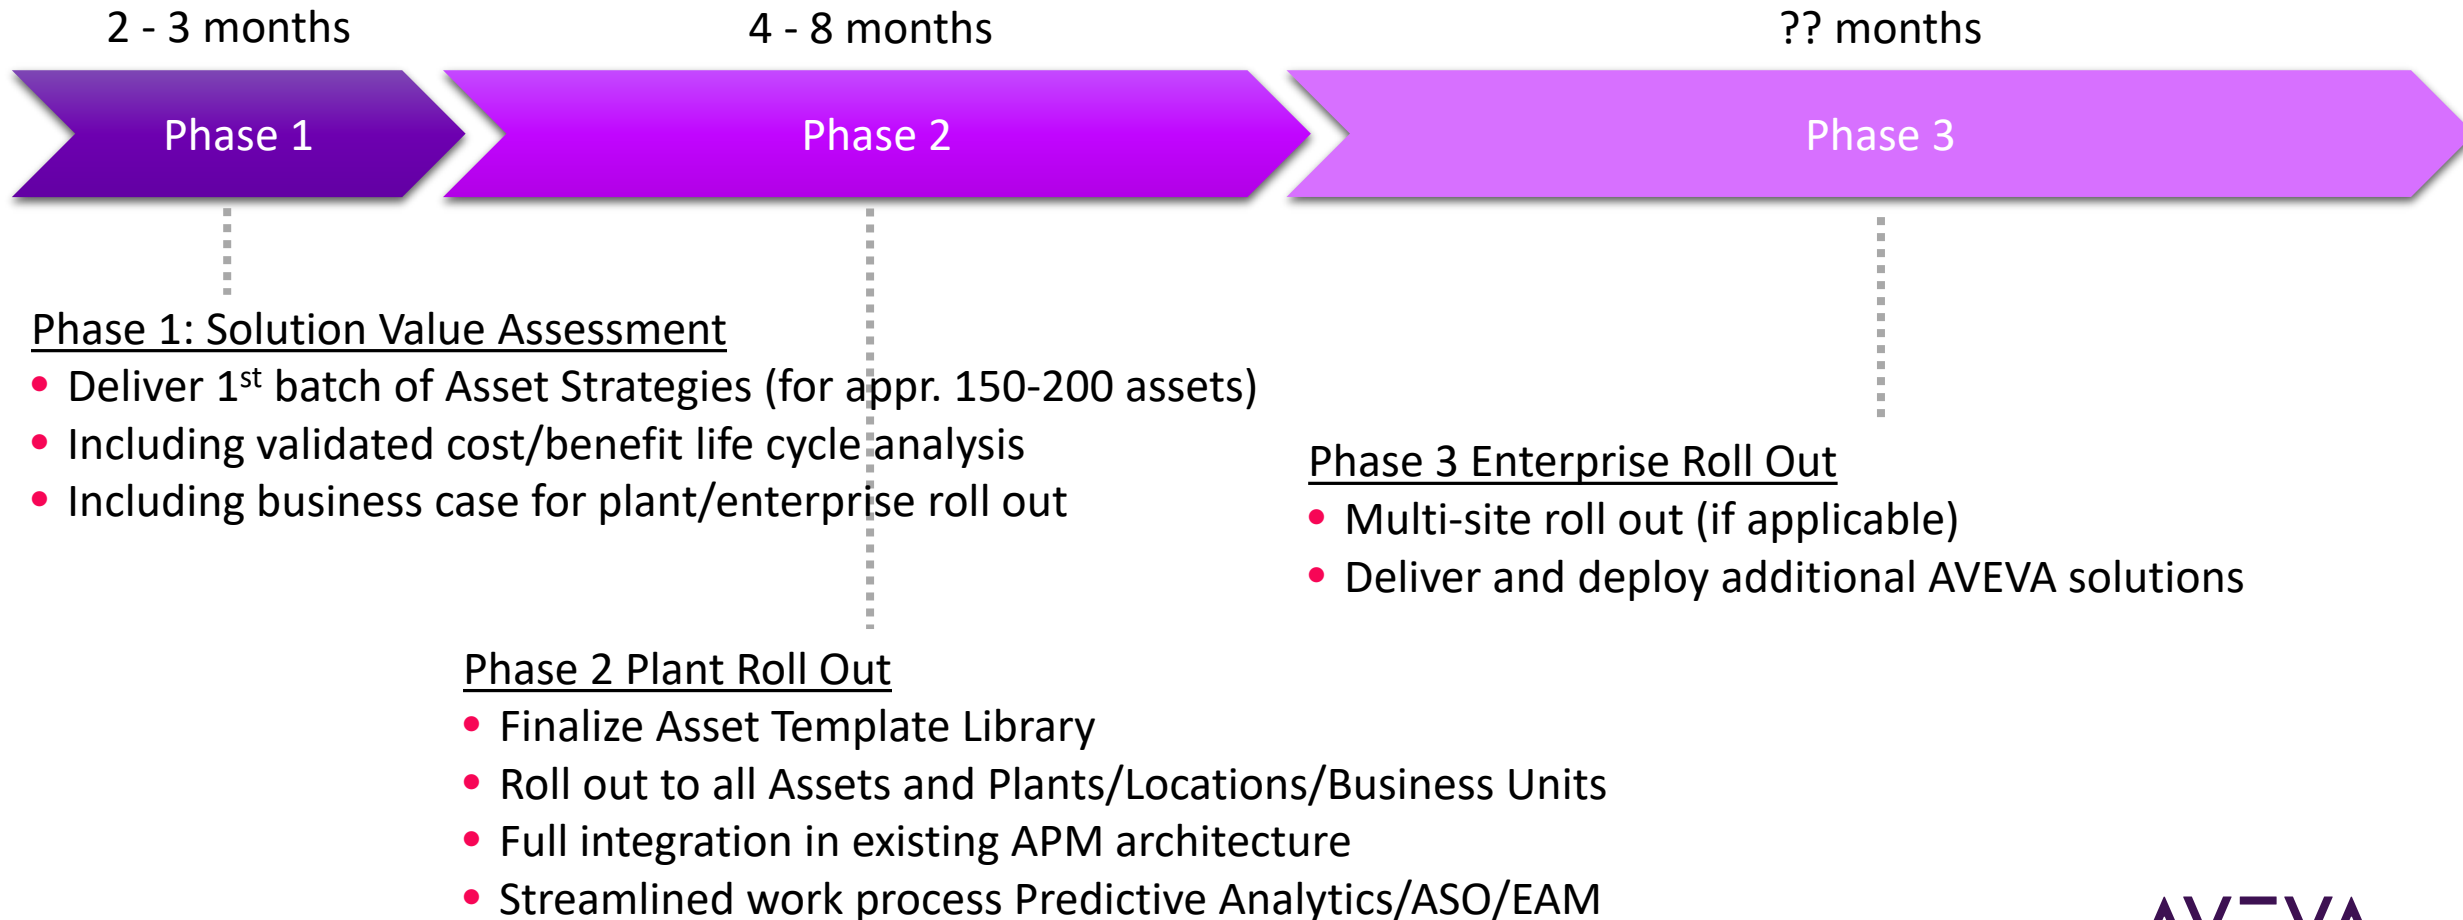 2 - 3 months
4 - 8 months
?? months
Phase 1
Phase 2
Phase 3
Phase 1: Solution Value Assessment
• Deliver 1st batch of Asset Strategies (for appr. 150-200 assets)
• Including validated cost/benefit life cycle analysis
• Including business case for plant/enterprise roll out
Phase 3 Enterprise Roll Out
• Multi-site roll out (if applicable)
• Deliver and deploy additional AVEVA solutions
Phase 2 Plant Roll Out
• Finalize Asset Template Library
• Roll out to all Assets and Plants/Locations/Business Units
• Full integration in existing APM architecture
• Streamlined work process Predictive Analytics/ASO/EAM
AVEVA